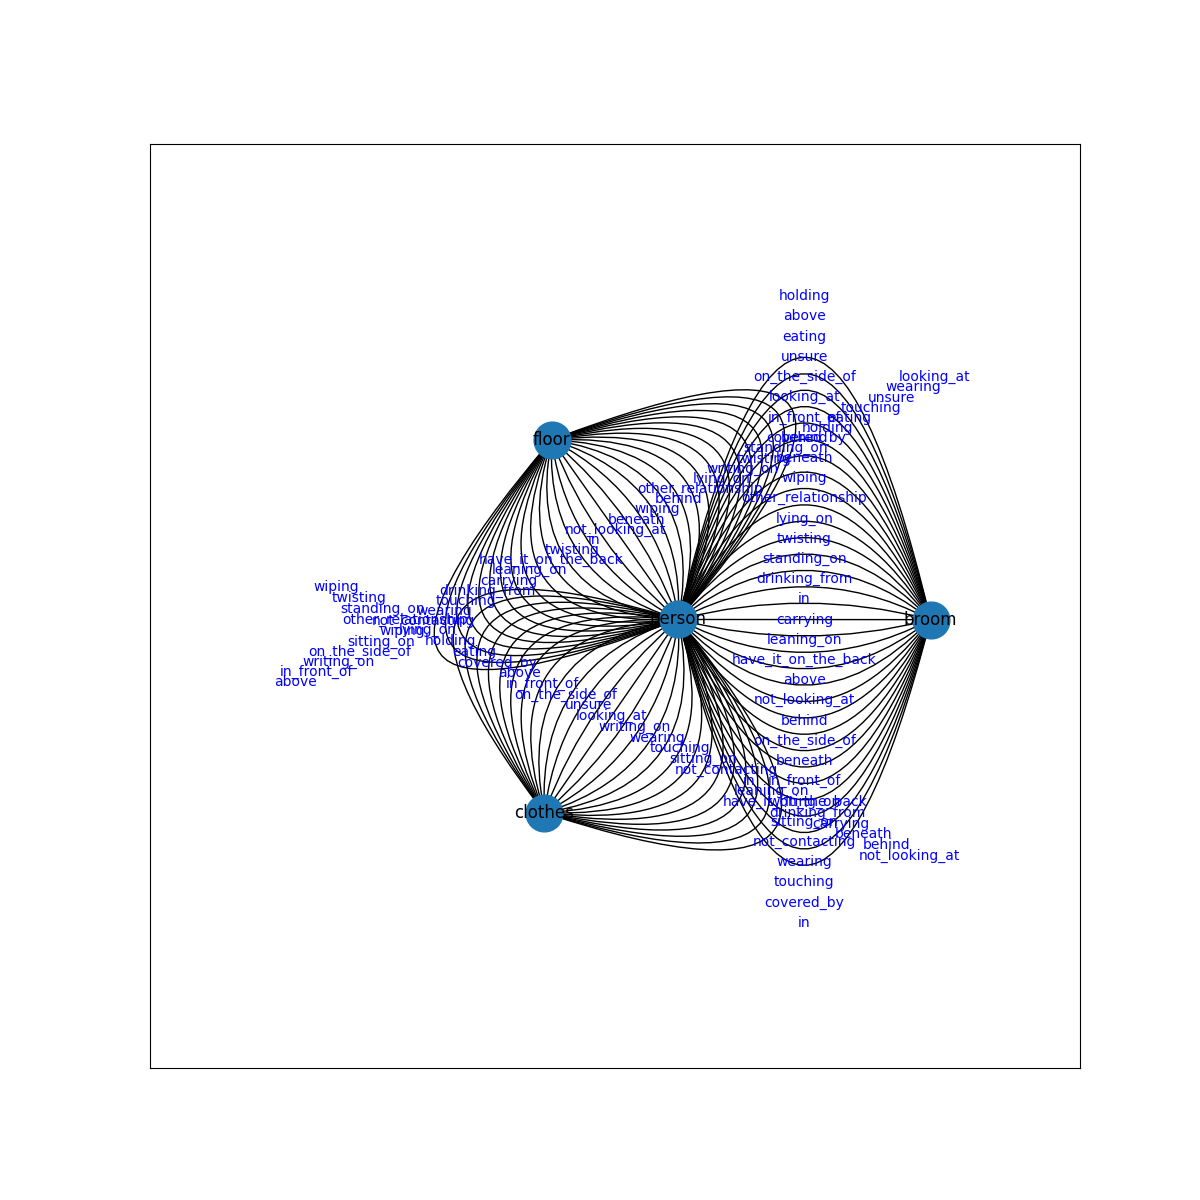 holding
above
eating
unsure
on_the_side_of
looking_at
looking_at
wearing
unsure
touching
eating
holding
in_front_of
covered_by
behind
standing_on
twisting
beneath
writing_on
wiping
lying_on
other_relationship
other_relationship
behind
wiping
lying_on
beneath
not_looking_at
twisting
in
twisting
standing_on
have_it_on_the_back
leaning_on
drinking_from
carrying
drinking_from
in
touching
wearing
floor
person
broom
clothes
carrying
leaning_on
have_it_on_the_back
above
not_looking_at
behind
on_the_side_of
beneath
in_front_of
wiping
twisting
standing_on
other_relationship
not_contacting
wiping
lying_on
sitting_on
holding
on_the_side_of
eating
writing_on
covered_by
in_front_of
above
above
in_front_of
on_the_side_of
unsure
looking_at
writing_on
wearing
touching
sitting_on
not_contacting
in
leaning_on
have_it_on_the_back
writing_on
drinking_from
sitting_on
carrying
beneath
not_contacting
behind
not_looking_at
wearing
touching
covered_by
in